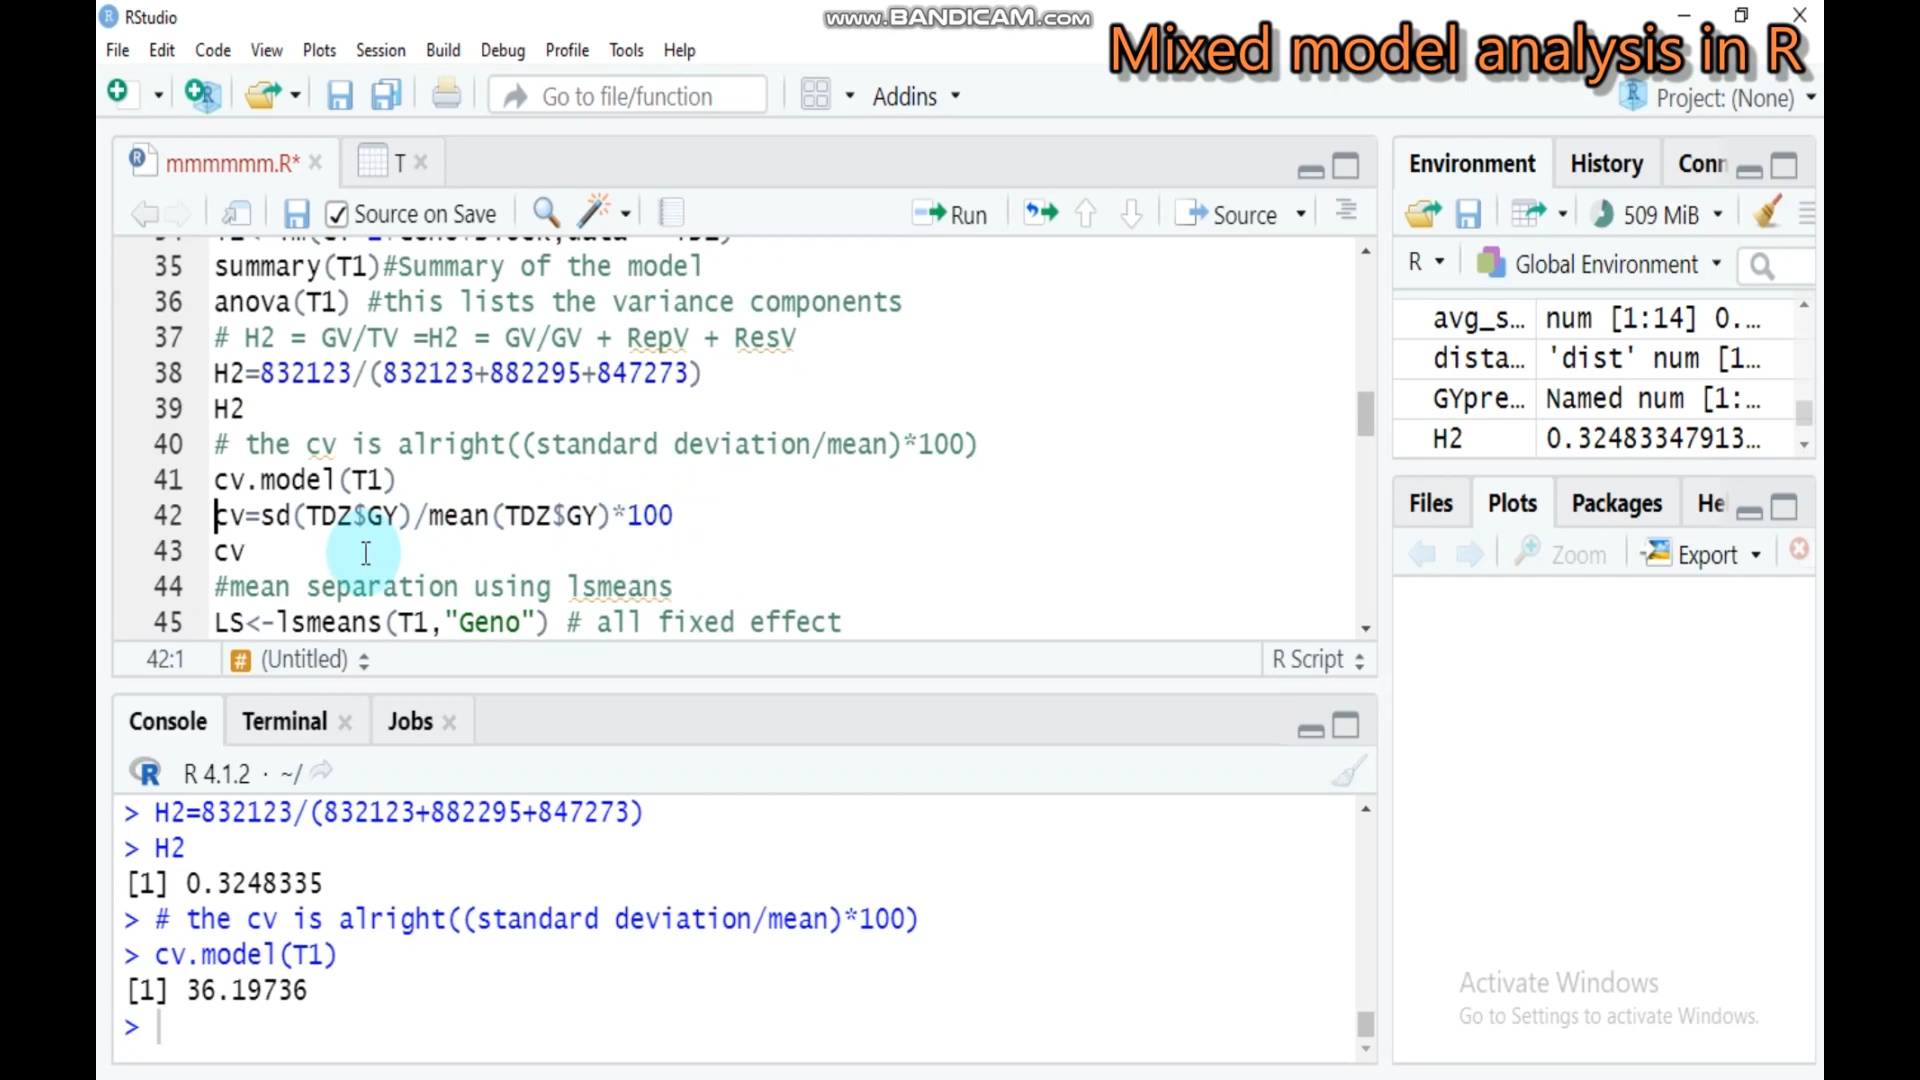 RStudio
www.BANDICAM.com
File Edit Code View Plots Session Build Debug Profile Tools Help
Mixed model analysis in R
Go to file/function
Addins
Project: (None)
mmmmmm.R*
T
Source on Save
Run
Source
35 summary(T1)#Summary of the model
36 anova(T1) #this lists the variance components
37 # H2 = GV/TV =H2 = GV/GV + RepV + ResV
38 H2=832123/(832123+882295+847273)
39 H2
40 # the cv is alright((standard deviation/mean)*100)
41 cv.model(T1)
42 cv=sd(TDZ$GY)/mean(TDZ$GY)*100
43 cv
44 #mean separation using lsmeans
45 LS<-lsmeans(T1,"Geno") # all fixed effect
42:1
# (Untitled)
R Script
Console Terminal Jobs
R 4.1.2 · ~/
> H2=832123/(832123+882295+847273)
> H2
[1] 0.3248335
> # the cv is alright((standard deviation/mean)*100)
> cv.model(T1)
[1] 36.19736
>
Environment History Conn
509 MiB
R Global Environment
avg_s… num [1:14] 0.…
dista… 'dist' num [1…
GYpre… Named num [1:…
H2 0.32483347913…
Files Plots Packages He
Zoom Export
Activate Windows
Go to Settings to activate Windows.